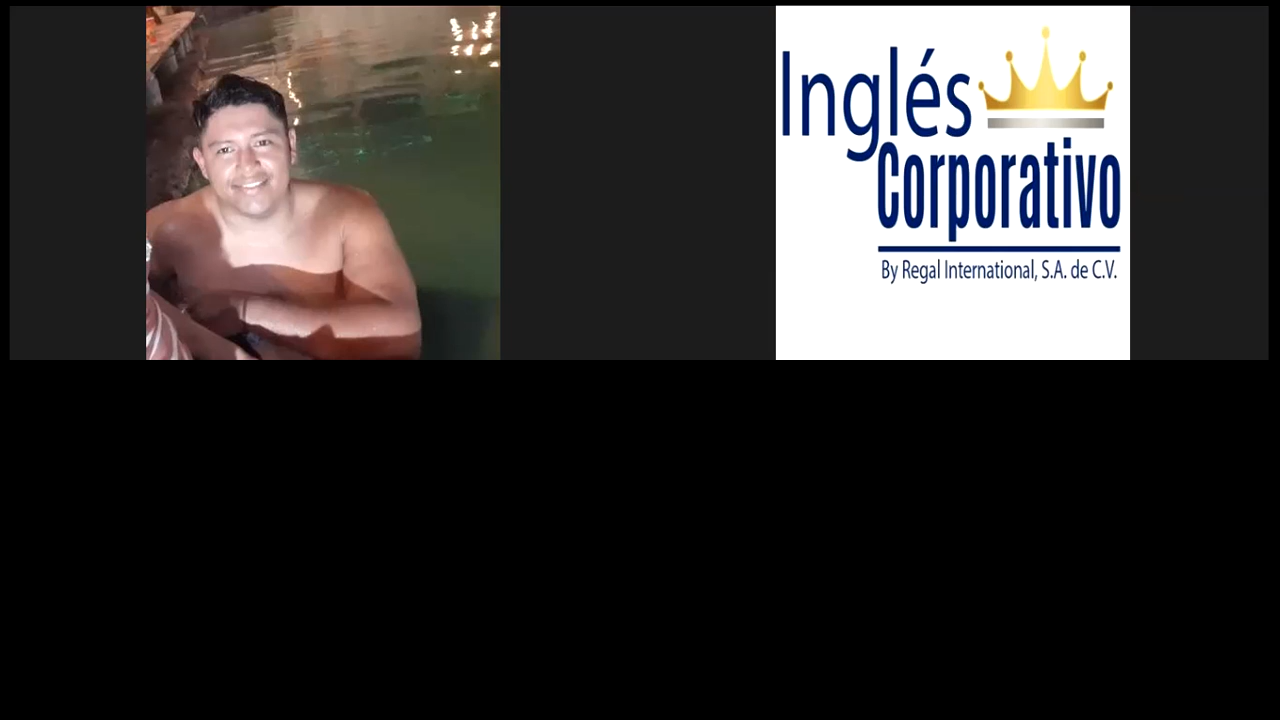 Inglés
Corporativo
By Regal International, S.A. de C.V.